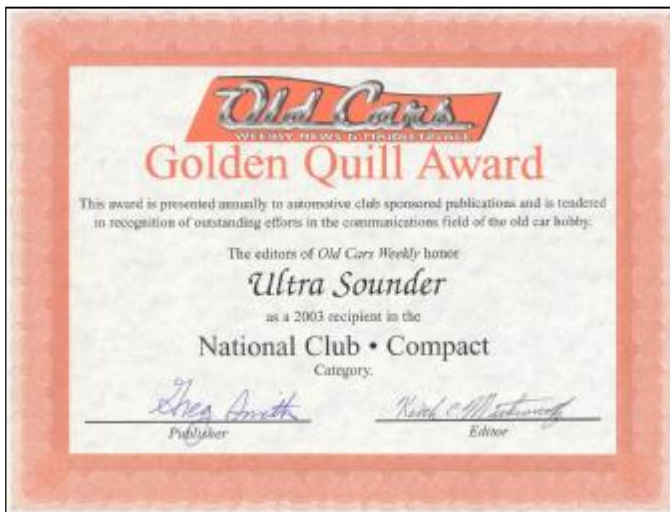 Old Cars
WEEKLY NEWS & MARKETPLACE
Golden Quill Award
This award is presented annually to automotive club sponsored publications and is tendered
in recognition of outstanding efforts in the communications field of the old car hobby.
The editors of Old Cars Weekly honor
Ultra Sounder
as a 2003 recipient in the
National Club • Compact
Category.
Greg Smith
Keith C.
Publisher
Editor